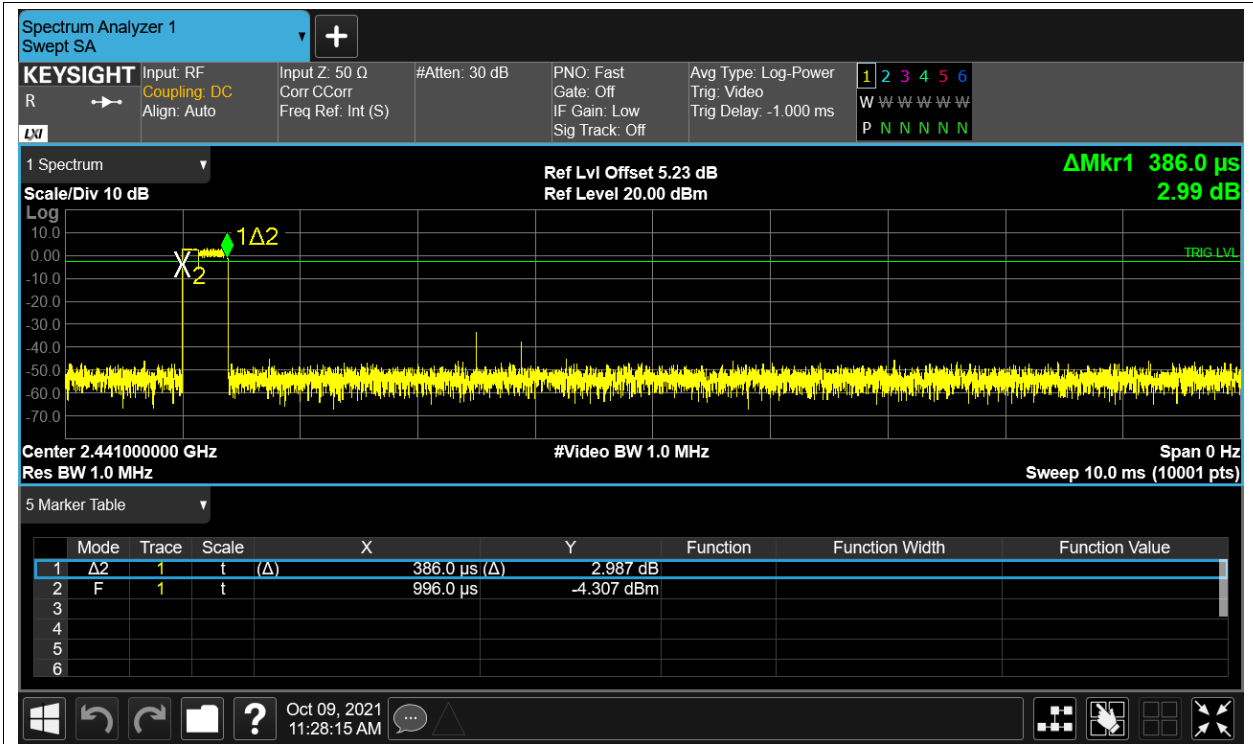 Spectrum Analyzer 1
Swept SA
KEYSIGHT Input: RF Input Z: 50 Ω #Atten: 30 dB PNO: Fast Avg Type: Log-Power 1 2 3 4 5 6
R Coupling: DC Corr CCorr Gate: Off Trig: Video W W W W W W
Align: Auto Freq Ref: Int (S) IF Gain: Low Trig Delay: -1.000 ms
LXI Sig Track: Off P N N N N N
1 Spectrum Ref Lvl Offset 5.23 dB ΔMkr1 386.0 µs
Scale/Div 10 dB Ref Level 20.00 dBm 2.99 dB
Log
10.0 1Δ2
0.00 TRIG LVL
-10.0 2
-20.0
-30.0
-40.0
-50.0
-60.0
-70.0
Center 2.441000000 GHz #Video BW 1.0 MHz Span 0 Hz
Res BW 1.0 MHz Sweep 10.0 ms (10001 pts)
5 Marker Table
Mode Trace Scale X Y Function Function Width Function Value
1 Δ2 1 t (Δ) 386.0 µs (Δ) 2.987 dB
2 F 1 t 996.0 µs -4.307 dBm
3
4
5
6
? Oct 09, 2021
11:28:15 AM